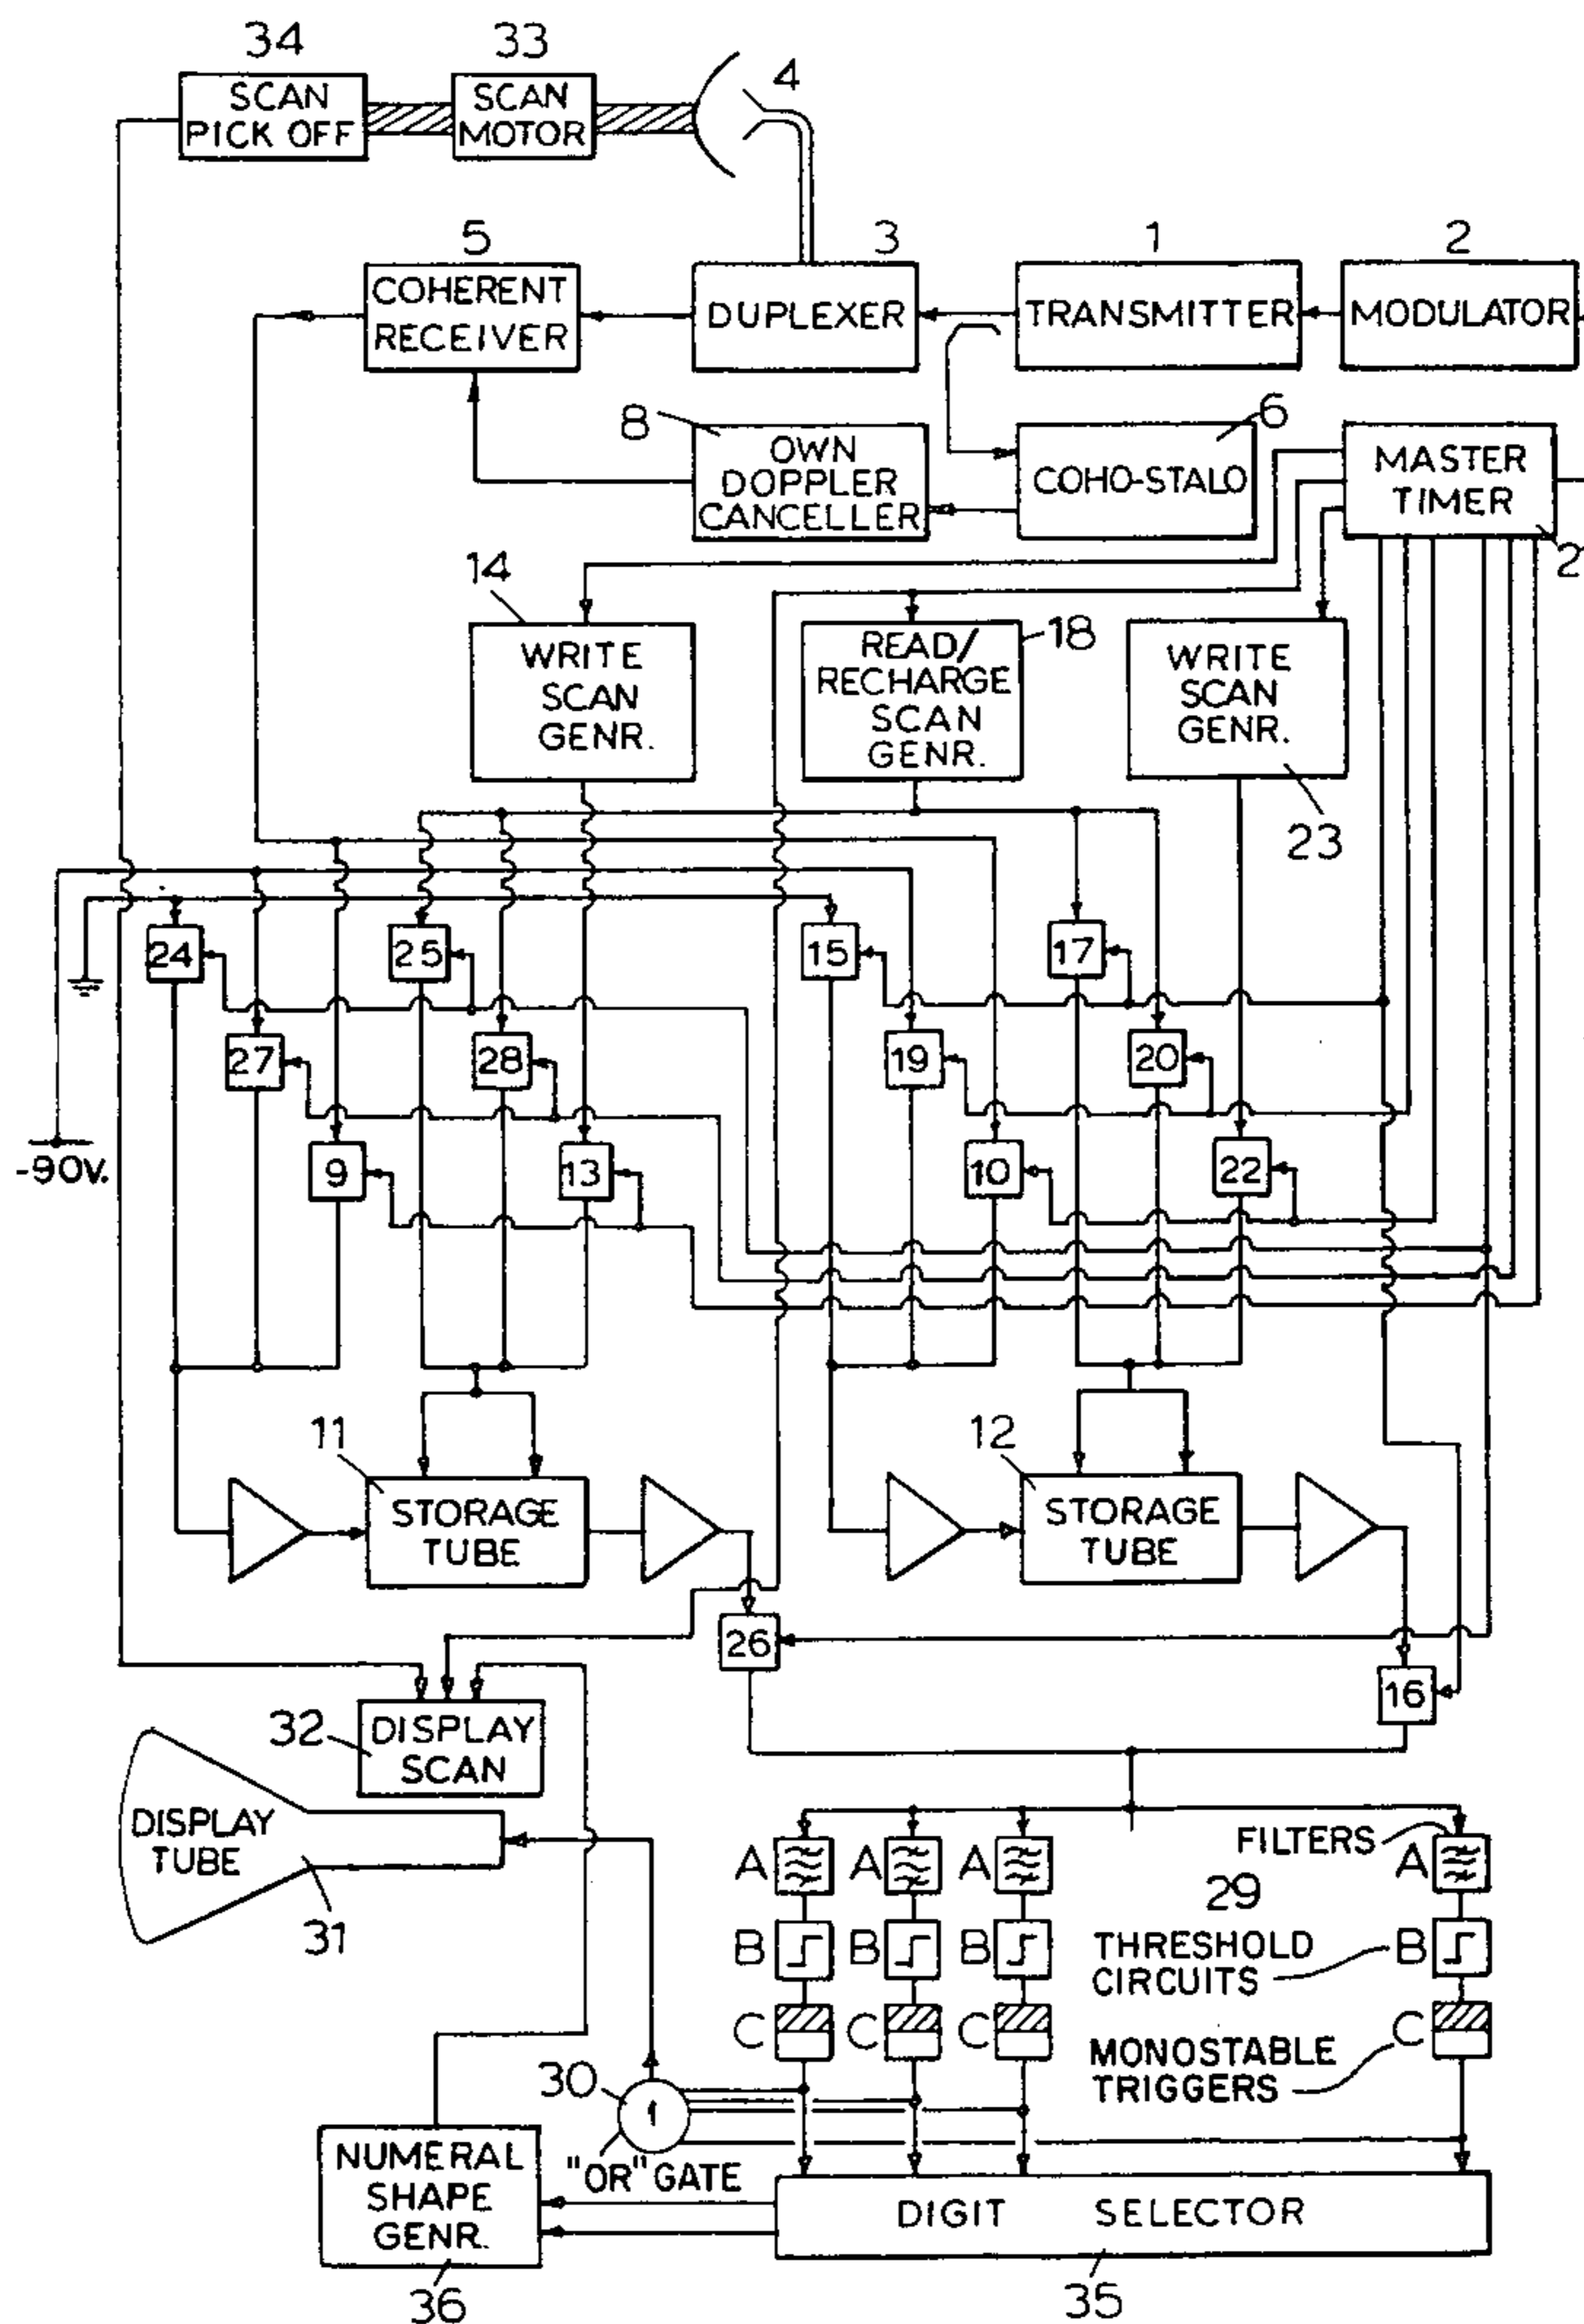 34
33
4
SCAN
PICK OFF
SCAN
MOTOR
5
3
1
2
COHERENT
RECEIVER
DUPLEXER
TRANSMITTER
MODULATOR
8
6
OWN
DOPPLER
CANCELLER
COHO-STALO
MASTER
TIMER
14
WRITE
SCAN
GENR.
READ/
RECHARGE
SCAN
GENR.
18
WRITE
SCAN
GENR.
23
24
25
15
17
27
28
19
20
-90V.
9
13
10
22
11
STORAGE
TUBE
12
STORAGE
TUBE
26
16
32
DISPLAY
SCAN
DISPLAY
TUBE
31
FILTERS
A
A
A
A
29
B
B
B
THRESHOLD
CIRCUITS
B
C
C
C
MONOSTABLE
TRIGGERS
C
30
1
"OR" GATE
NUMERAL
SHAPE
GENR.
36
DIGIT SELECTOR
35